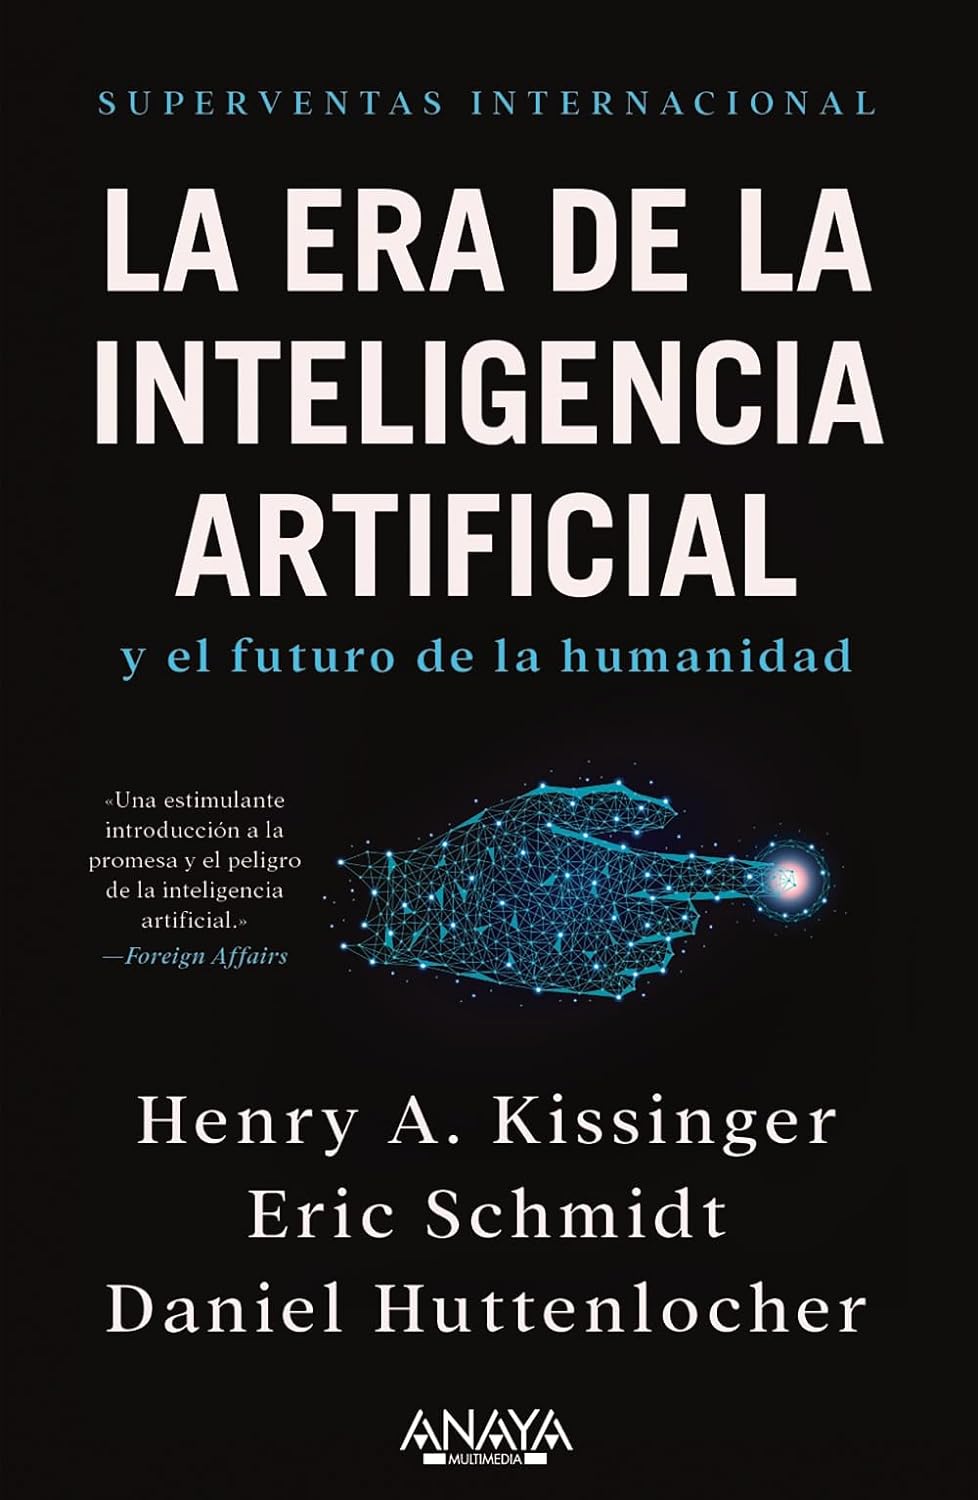 SUPERVENTAS INTERNACIONAL
LA ERA DE LA
INTELIGENCIA
ARTIFICIAL
y el futuro de la humanidad
«Una estimulante
introducción a la
promesa y el peligro
de la inteligencia
artificial.»
—Foreign Affairs
Henry A. Kissinger
Eric Schmidt
Daniel Huttenlocher
ANAYA
MULTIMEDIA